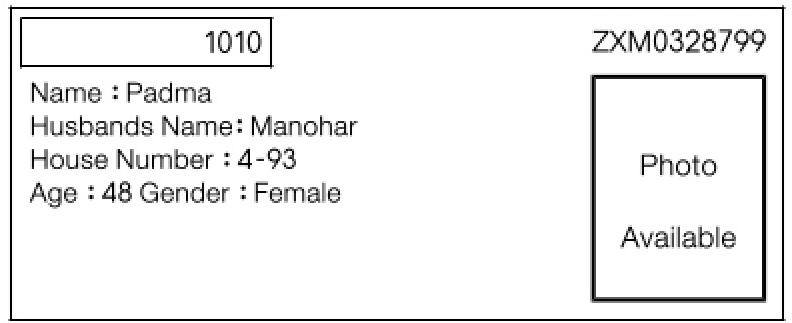 1010
ZXM0328799
Name : Padma
Husbands Name: Manohar
House Number : 4-93
Age : 48 Gender : Female
Photo
Available